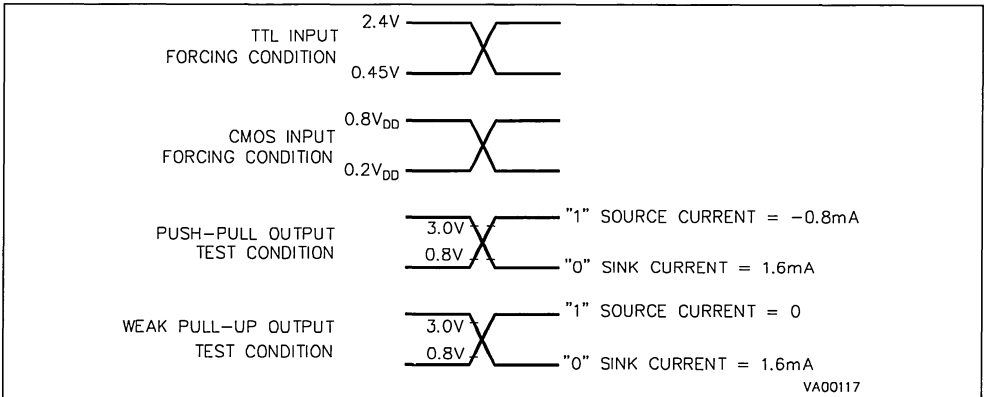 TTL INPUT
FORCING CONDITION
2.4V
0.45V
CMOS INPUT
FORCING CONDITION
0.8VDD
0.2VDD
PUSH-PULL OUTPUT
TEST CONDITION
3.0V
0.8V
"1" SOURCE CURRENT = -0.8mA
"0" SINK CURRENT = 1.6mA
WEAK PULL-UP OUTPUT
TEST CONDITION
3.0V
0.8V
"1" SOURCE CURRENT = 0
"0" SINK CURRENT = 1.6mA
VA00117